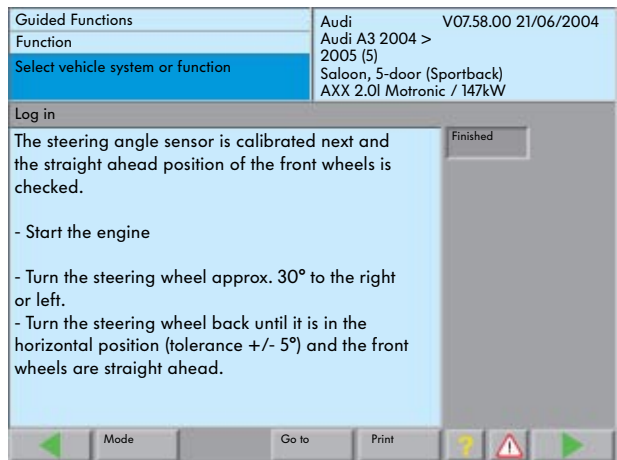 Guided Functions
Function
Select vehicle system or function
Audi V07.58.00 21/06/2004
Audi A3 2004 >
2005 (5)
Saloon, 5-door (Sportback)
AXX 2.0l Motronic / 147kW
Log in
The steering angle sensor is calibrated next and
the straight ahead position of the front wheels is
checked.
- Start the engine
- Turn the steering wheel approx. 30° to the right
or left.
- Turn the steering wheel back until it is in the
horizontal position (tolerance +/- 5°) and the front
wheels are straight ahead.
Finished
Mode
Go to
Print
?